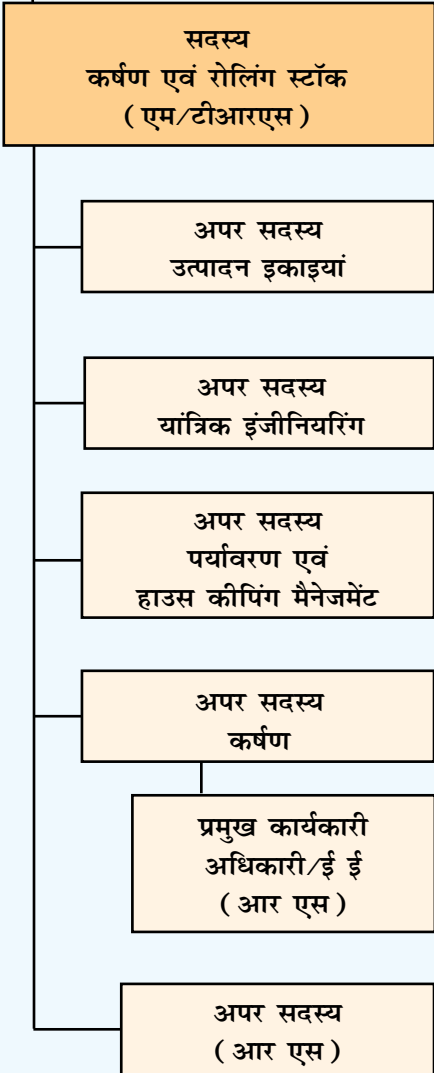 सदस्य
कर्षण एवं रोलिंग स्टॉक
( एम/टीआरएस )
अपर सदस्य
उत्पादन इकाइयां
अपर सदस्य
यांत्रिक इंजीनियरिंग
अपर सदस्य
पर्यावरण एवं
हाउस कीपिंग मैनेजमेंट
अपर सदस्य
कर्षण
प्रमुख कार्यकारी
अधिकारी/ई ई
( आर एस )
अपर सदस्य
( आर एस )